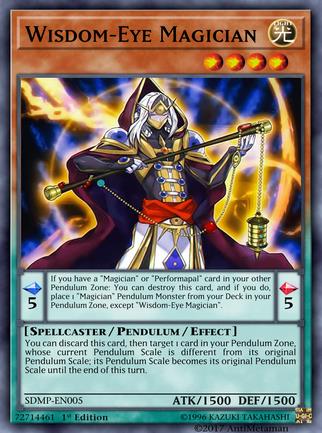 WISDOM-EYE MAGICIAN
LIGHT
光
If you have a "Magician" or "Performapal" card in your other
Pendulum Zone: You can destroy this card, and if you do,
place 1 "Magician" Pendulum Monster from your Deck in your
Pendulum Zone, except "Wisdom-Eye Magician".
5
5
[SPELLCASTER / PENDULUM / EFFECT]
You can discard this card, then target 1 card in your Pendulum Zone,
whose current Pendulum Scale is different from its original
Pendulum Scale; its Pendulum Scale becomes its original Pendulum
Scale until the end of this turn.
SDMP-EN005
ATK/1500 DEF/1500
72714461 1st Edition
©1996 KAZUKI TAKAHASHI
©2017 AntiMetaman